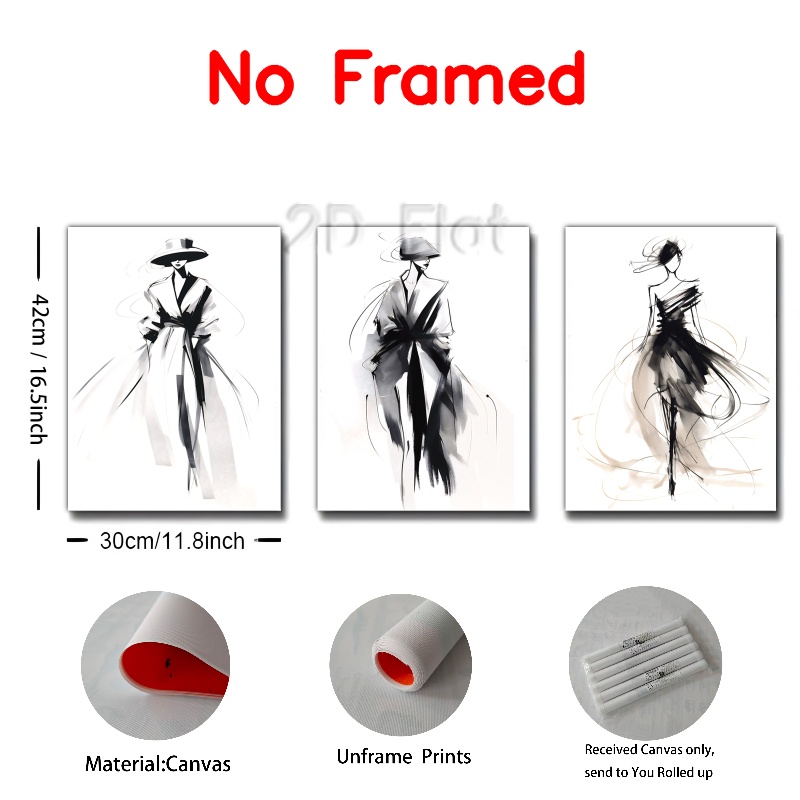 No Framed
2D Flat
42cm / 16.5inch
30cm/11.8inch
Material:Canvas
Unframe Prints
Received Canvas only,
send to You Rolled up